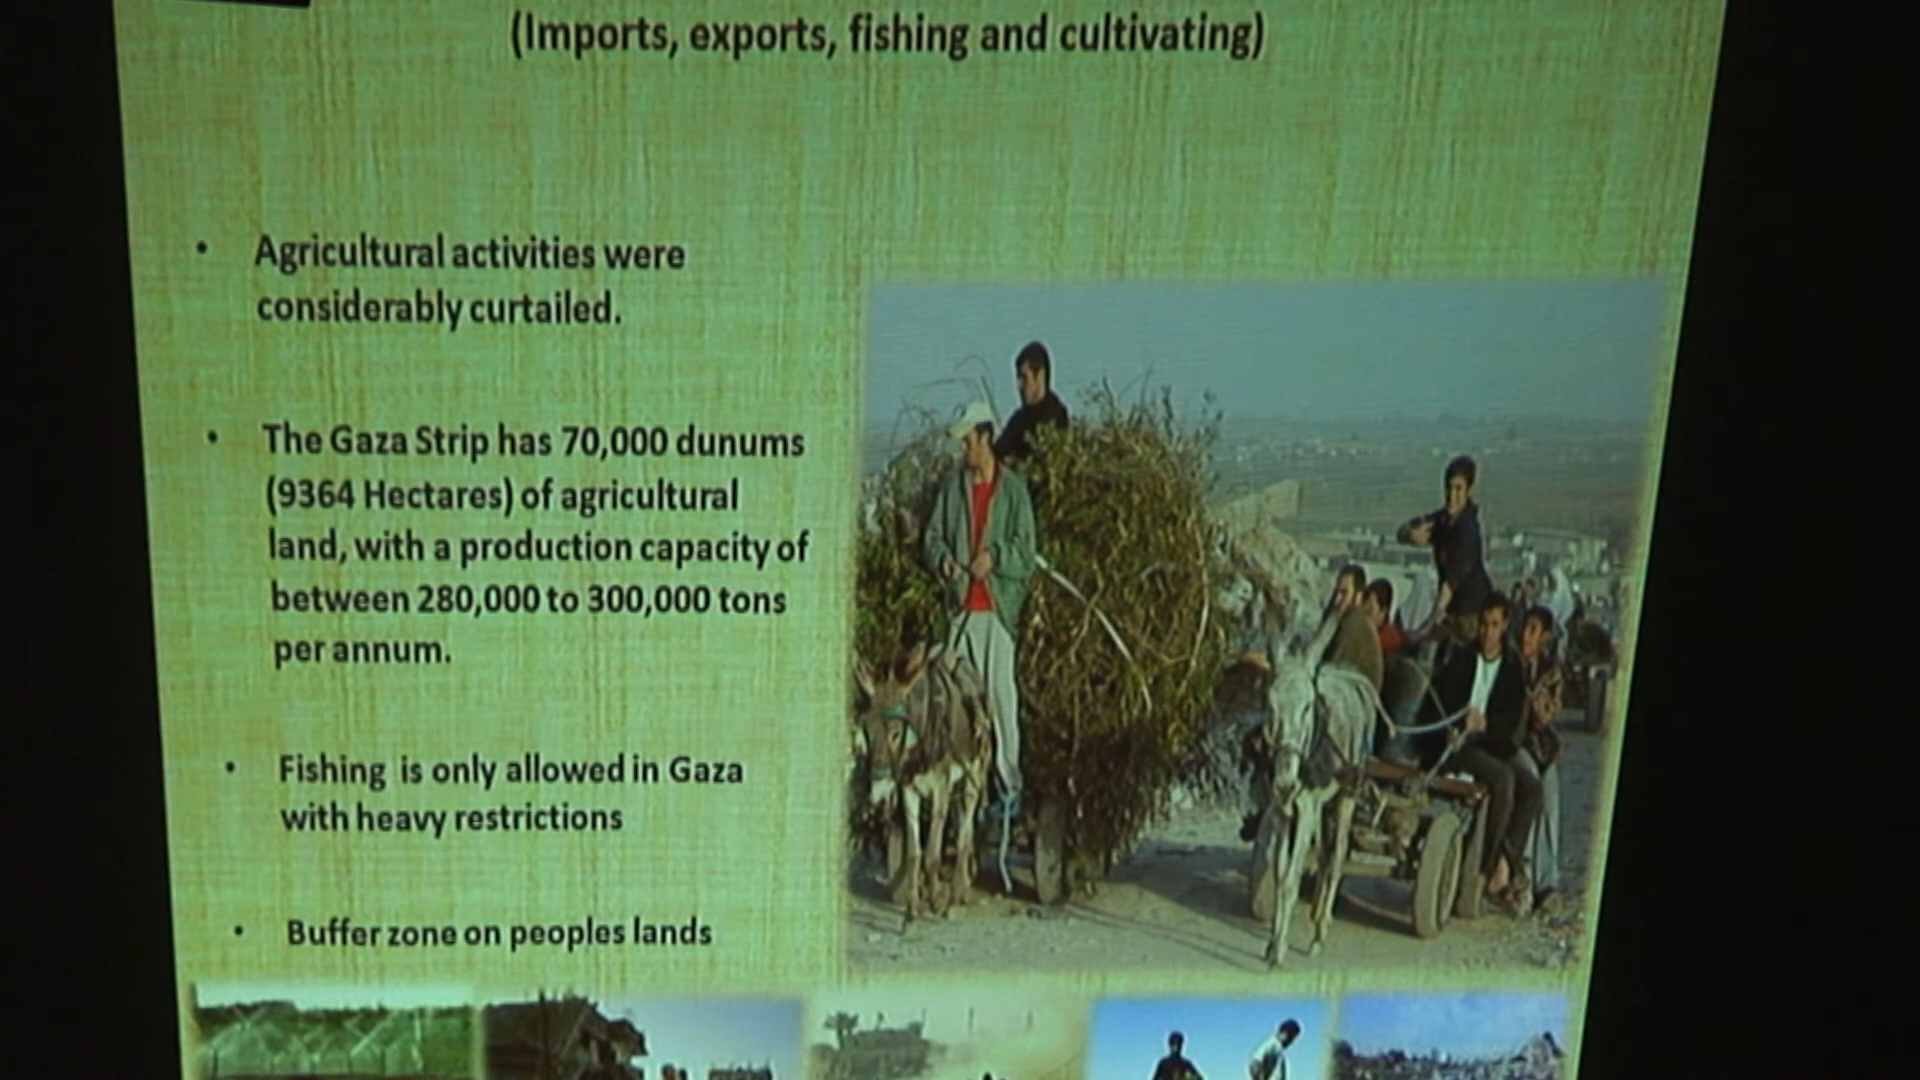 (Imports, exports, fishing and cultivating)
• Agricultural activities were
considerably curtailed.
• The Gaza Strip has 70,000 dunums
(9364 Hectares) of agricultural
land, with a production capacity of
between 280,000 to 300,000 tons
per annum.
• Fishing is only allowed in Gaza
with heavy restrictions
• Buffer zone on peoples lands